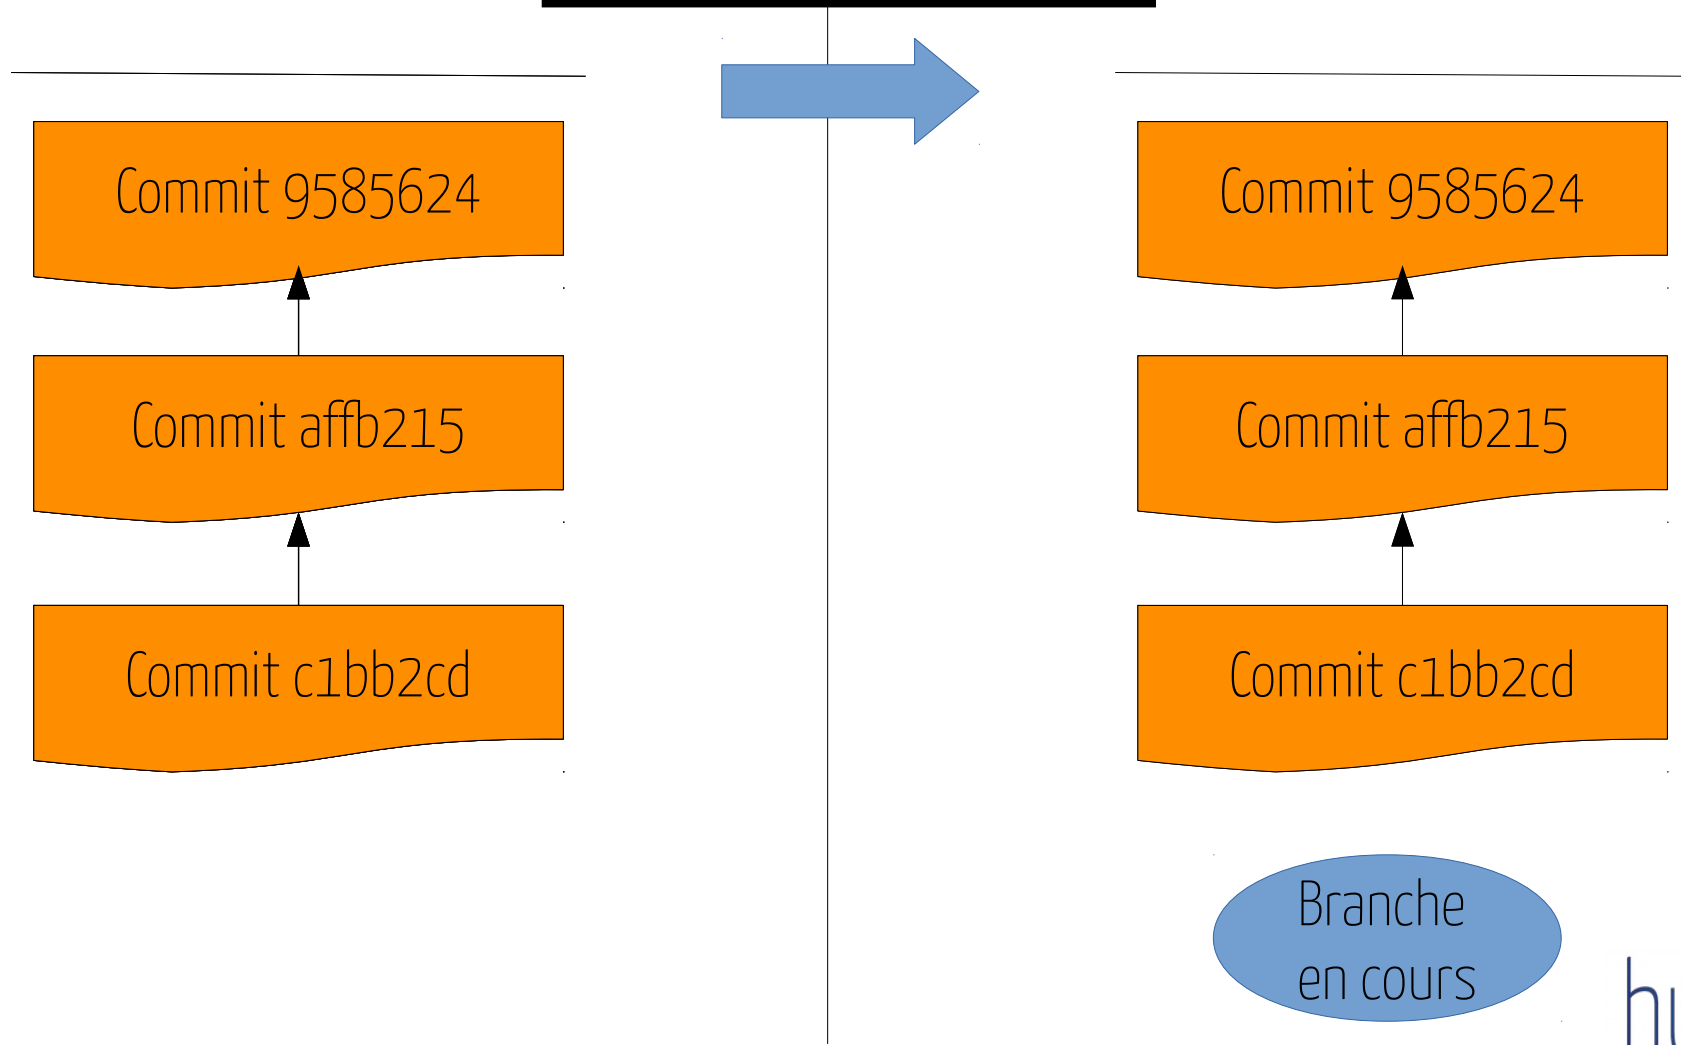 Commit 9585624
Commit affb215
Commit c1bb2cd
Commit 9585624
Commit affb215
Commit c1bb2cd
Branche
en cours